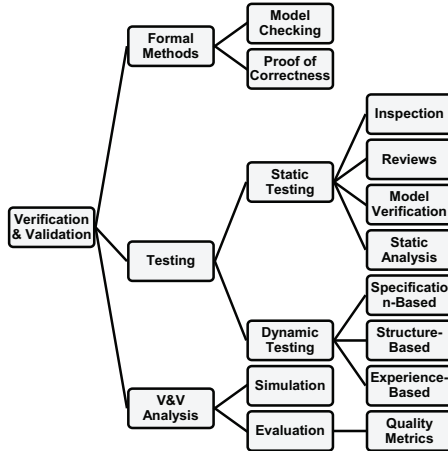 Formal
Methods
Model
Checking
Proof of
Correctness
Verification
& Validation
Testing
Static
Testing
Inspection
Reviews
Model
Verification
Static
Analysis
Dynamic
Testing
Specificatio
n-Based
Structure-
Based
Experience-
Based
V&V
Analysis
Simulation
Evaluation
Quality
Metrics